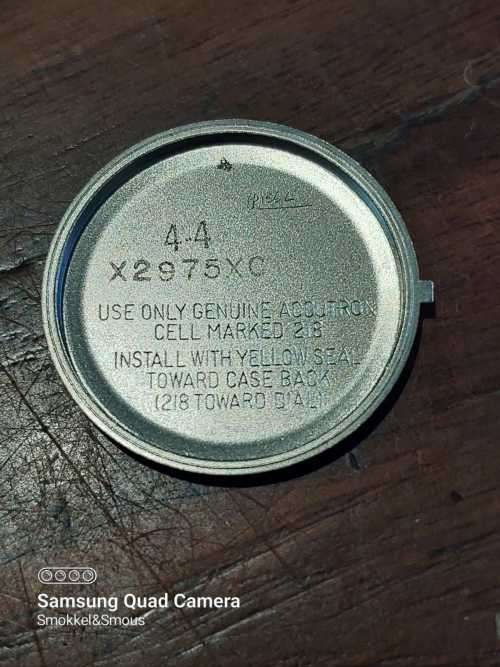 4-4
X2975XC
USE ONLY GENUINE ACCUTRON
CELL MARKED 218
INSTALL WITH YELLOW SEAL
TOWARD CASE BACK
(218 TOWARD DIAL)
Samsung Quad Camera
Smokkel&Smous